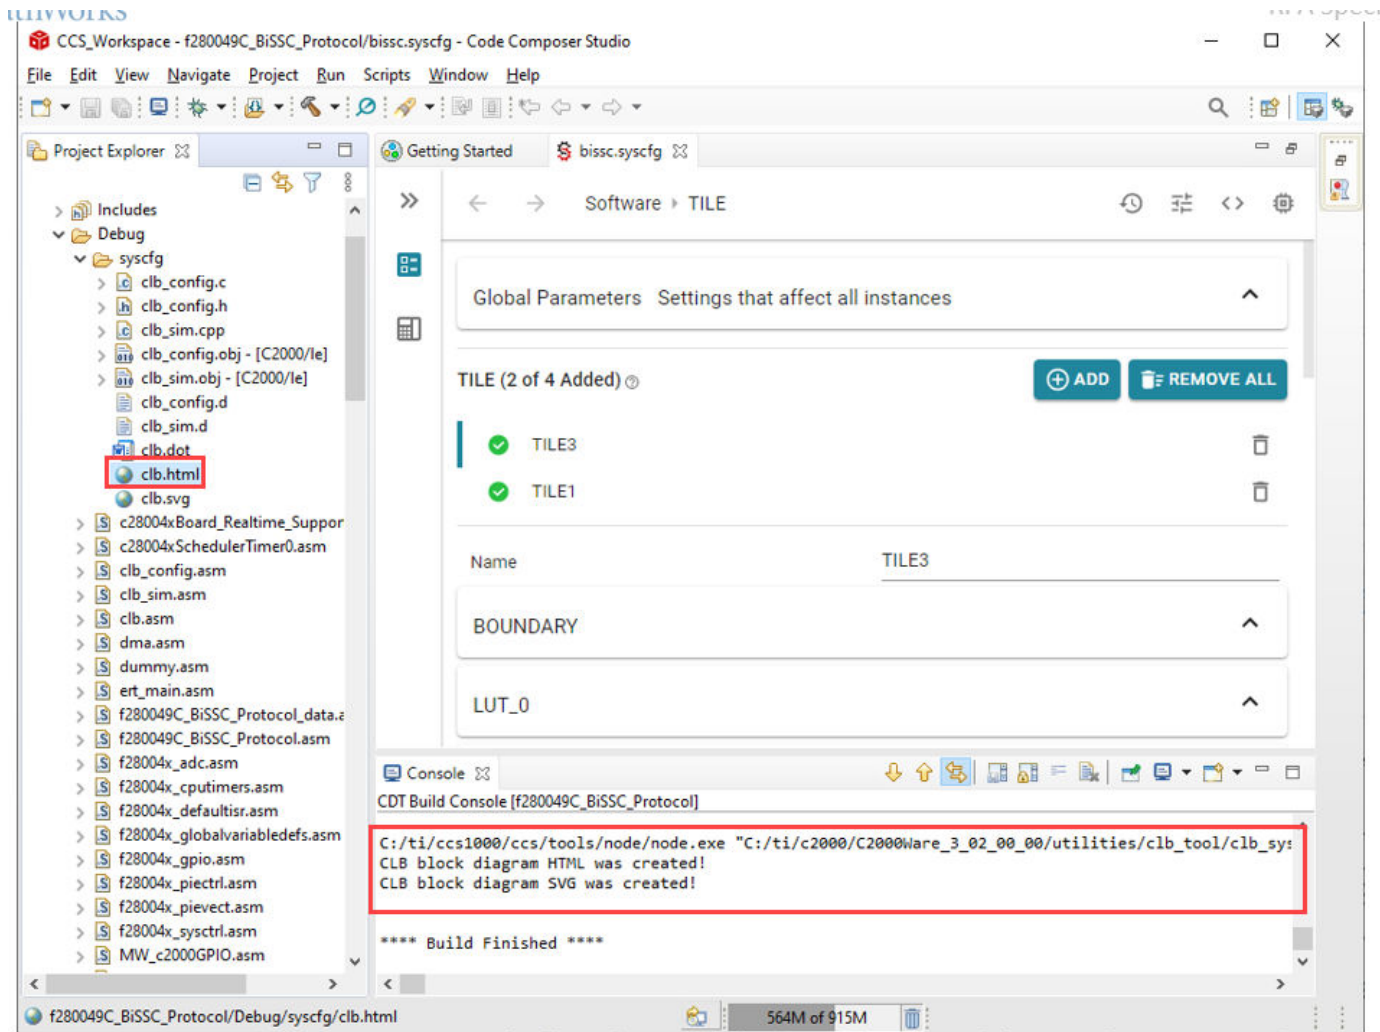 CCS_Workspace - f280049C_BiSSC_Protocol/bissc.syscfg - Code Composer Studio
File Edit View Navigate Project Run Scripts Window Help
Project Explorer
Getting Started
bissc.syscfg
Includes
Debug
syscfg
clb_config.c
clb_config.h
clb_sim.cpp
clb_config.obj - [C2000/le]
clb_sim.obj - [C2000/le]
clb_config.d
clb_sim.d
clb.dot
clb.html
clb.svg
c28004xBoard_Realtime_Suppor
c28004xSchedulerTimer0.asm
clb_config.asm
clb_sim.asm
clb.asm
dma.asm
dummy.asm
ert_main.asm
f280049C_BiSSC_Protocol_data.a
f280049C_BiSSC_Protocol.asm
f28004x_adc.asm
f28004x_cputimers.asm
f28004x_defaultisr.asm
f28004x_globalvariabledefs.asm
f28004x_gpio.asm
f28004x_piectrl.asm
f28004x_pievect.asm
f28004x_sysctrl.asm
MW_c2000GPIO.asm
Software TILE
Global Parameters Settings that affect all instances
TILE (2 of 4 Added)
ADD
REMOVE ALL
TILE3
TILE1
Name TILE3
BOUNDARY
LUT_0
Console
CDT Build Console [f280049C_BiSSC_Protocol]
C:/ti/ccs1000/ccs/tools/node/node.exe "C:/ti/c2000/C2000Ware_3_02_00_00/utilities/clb_tool/clb_sys
CLB block diagram HTML was created!
CLB block diagram SVG was created!
**** Build Finished ****
f280049C_BiSSC_Protocol/Debug/syscfg/clb.html
564M of 915M